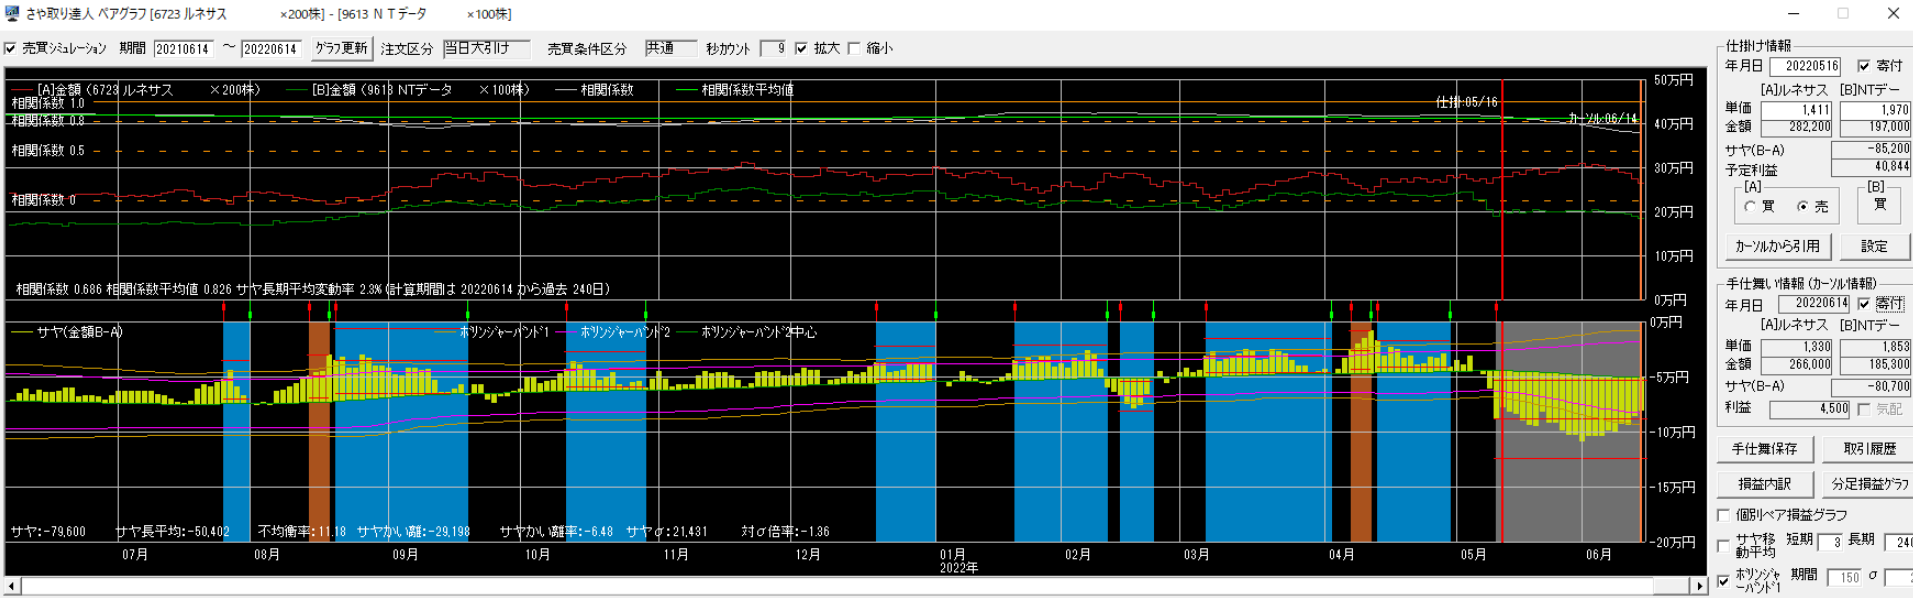 さや取り達人 ペアグラフ [6723 ルネサス ×200株] - [9613 ＮＴデータ ×100株]
売買ｼﾐｭﾚｰｼｮﾝ 期間 20210614 ～ 20220614 ｸﾞﾗﾌ更新 注文区分 当日大引け 売買条件区分 共通 秒カウント 9 拡大 縮小
[A]金額（6723 ルネサス ×200株） [B]金額（9613 NTデータ ×100株） 相関係数 相関係数平均値
相関係数 1.0
相関係数 0.8
相関係数 0.5
相関係数 0
仕掛:05/16
カーソル:06/14
50万円
40万円
30万円
20万円
10万円
0万円
相関係数 0.686 相関係数平均値 0.826 サヤ長期平均変動率 2.3% (計算期間は 20220614 から過去 240日)
サヤ(金額B-A) ボリンジャーバンド1 ボリンジャーバンド2 ボリンジャーバンド2中心
0万円
-5万円
-10万円
-15万円
-20万円
サヤ:-79,600 サヤ長平均:-50,402 不均衡率:11.18 サヤかい離:-29,198 サヤかい離率:-6.48 サヤσ:21,431 対σ倍率:-1.36
07月 08月 09月 10月 11月 12月 01月 02月 03月 04月 05月 06月
2022年
仕掛け情報
年月日 20220516 寄付
[A]ルネサス [B]NTデー
単価 1,411 1,970
金額 282,200 197,000
サヤ(B-A) -85,200
予定利益 40,844
[A] [B]
買 売 買
カーソルから引用 設定
手仕舞い情報 (カーソル情報)
年月日 20220614 寄付
[A]ルネサス [B]NTデー
単価 1,330 1,853
金額 266,000 185,300
サヤ(B-A) -80,700
利益 4,500 気配
手仕舞保存 取引履歴
損益内訳 分足損益ｸﾞﾗﾌ
個別ペア損益グラフ
サヤ移動平均 短期 3 長期 240
ボリンジャーバンド1 期間 150 σ